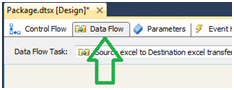 Package.dtsx [Design]*
Control Flow Data Flow Parameters Event H
Data Flow Task: Source excel to Destination excel transfer